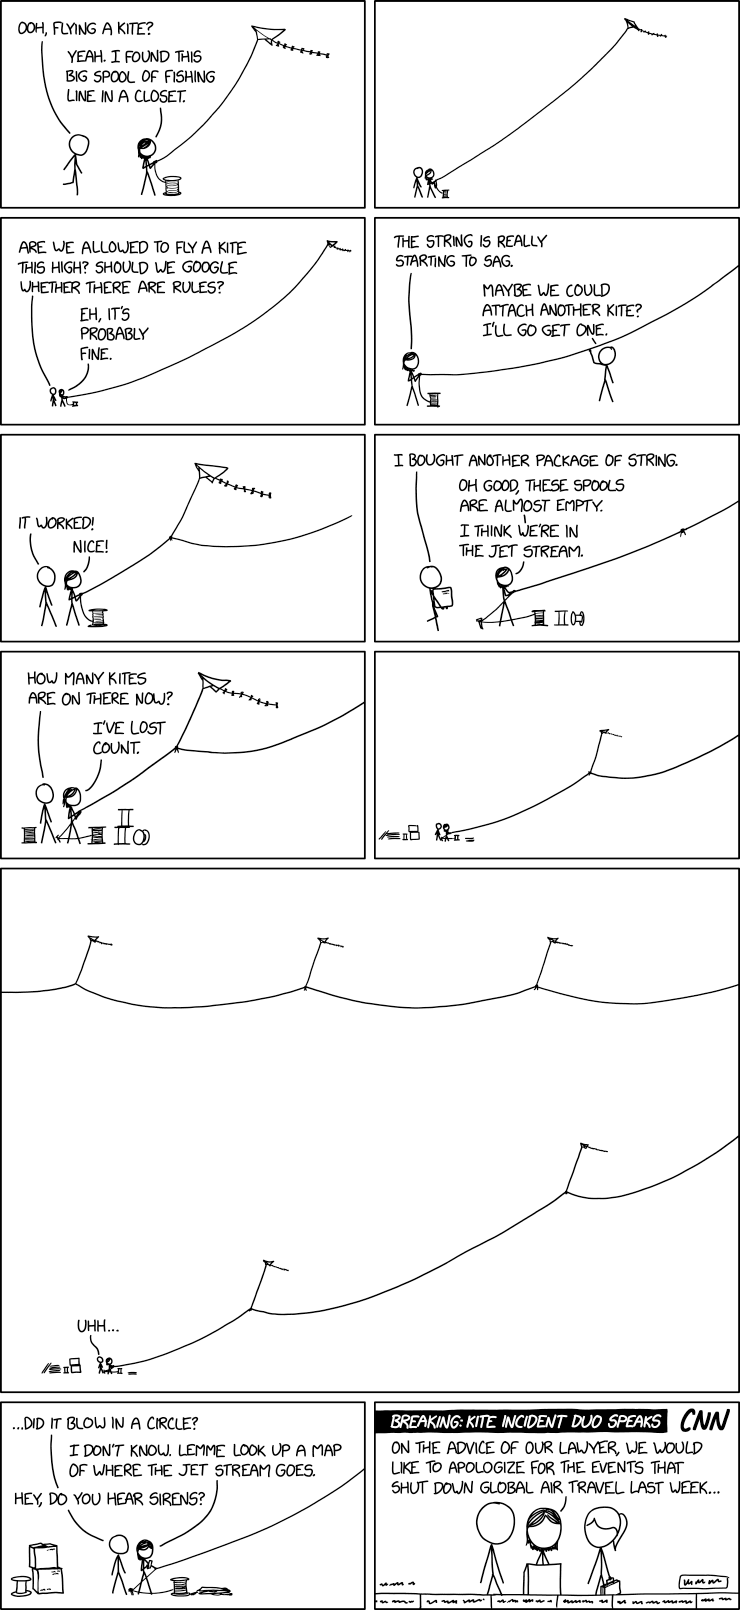 OOH, FLYING A KITE?
YEAH. I FOUND THIS
BIG SPOOL OF FISHING
LINE IN A CLOSET.
ARE WE ALLOWED TO FLY A KITE
THIS HIGH? SHOULD WE GOOGLE
WHETHER THERE ARE RULES?
EH, IT'S
PROBABLY
FINE.
THE STRING IS REALLY
STARTING TO SAG.
MAYBE WE COULD
ATTACH ANOTHER KITE?
I'LL GO GET ONE.
IT WORKED!
NICE!
I BOUGHT ANOTHER PACKAGE OF STRING.
OH GOOD, THESE SPOOLS
ARE ALMOST EMPTY.
I THINK WE'RE IN
THE JET STREAM.
HOW MANY KITES
ARE ON THERE NOW?
I'VE LOST
COUNT.
UHH...
...DID IT BLOW IN A CIRCLE?
I DON'T KNOW. LEMME LOOK UP A MAP
OF WHERE THE JET STREAM GOES.
HEY, DO YOU HEAR SIRENS?
BREAKING: KITE INCIDENT DUO SPEAKS
CNN
ON THE ADVICE OF OUR LAWYER, WE WOULD
LIKE TO APOLOGIZE FOR THE EVENTS THAT
SHUT DOWN GLOBAL AIR TRAVEL LAST WEEK...